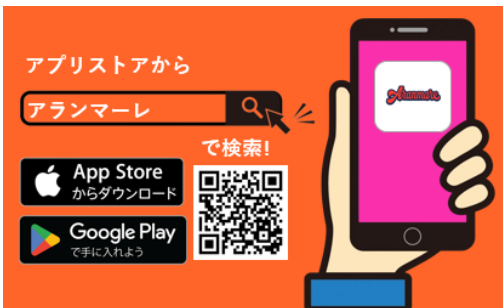 アプリストアから
アランマーレ
で検索!
App Store
からダウンロード
Google Play
で手に入れよう
Aranmare